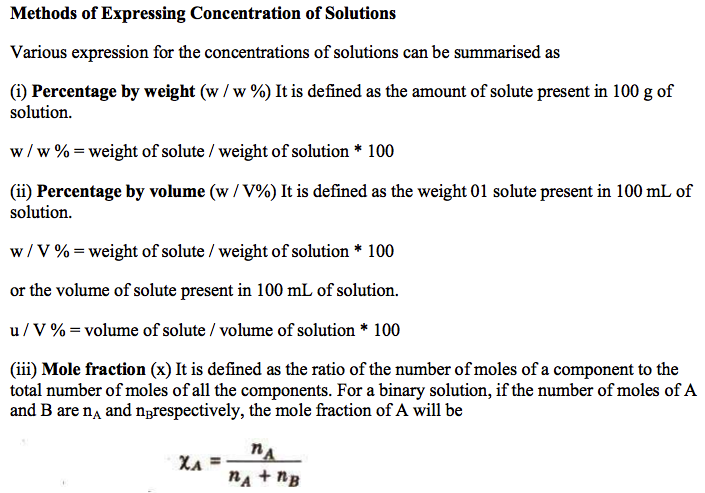 Methods of Expressing Concentration of Solutions
Various expression for the concentrations of solutions can be summarised as
(i) Percentage by weight (w / w %) It is defined as the amount of solute present in 100 g of
solution.
w / w % = weight of solute / weight of solution * 100
(ii) Percentage by volume (w / V%) It is defined as the weight 01 solute present in 100 mL of
solution.
w / V % = weight of solute / weight of solution * 100
or the volume of solute present in 100 mL of solution.
u / V % = volume of solute / volume of solution * 100
(iii) Mole fraction (x) It is defined as the ratio of the number of moles of a component to the
total number of moles of all the components. For a binary solution, if the number of moles of A
and B are n_A and n_Brespectively, the mole fraction of A will be
χ_A = n_A / n_A + n_B